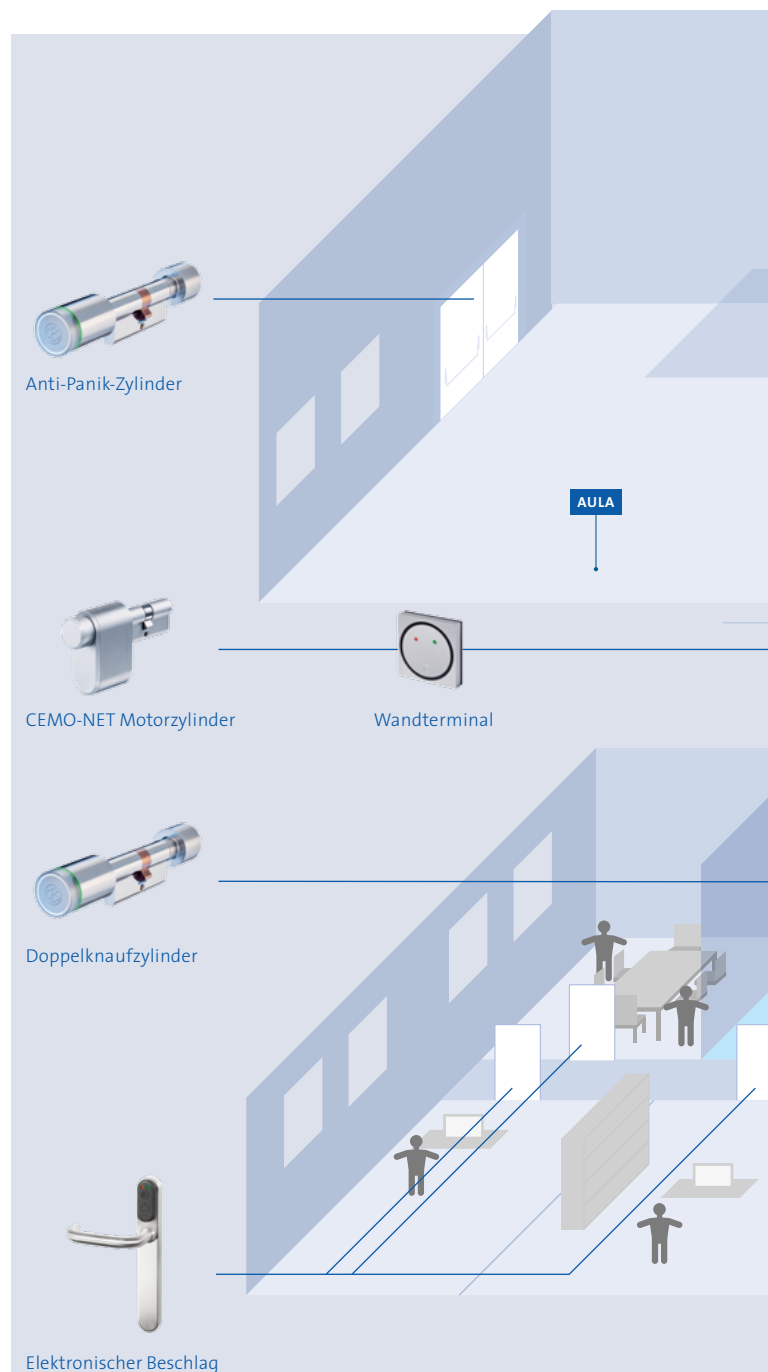 Anti-Panik-Zylinder
AULA
CEMO-NET Motorzylinder
Wandterminal
Doppelknaufzylinder
Elektronischer Beschlag